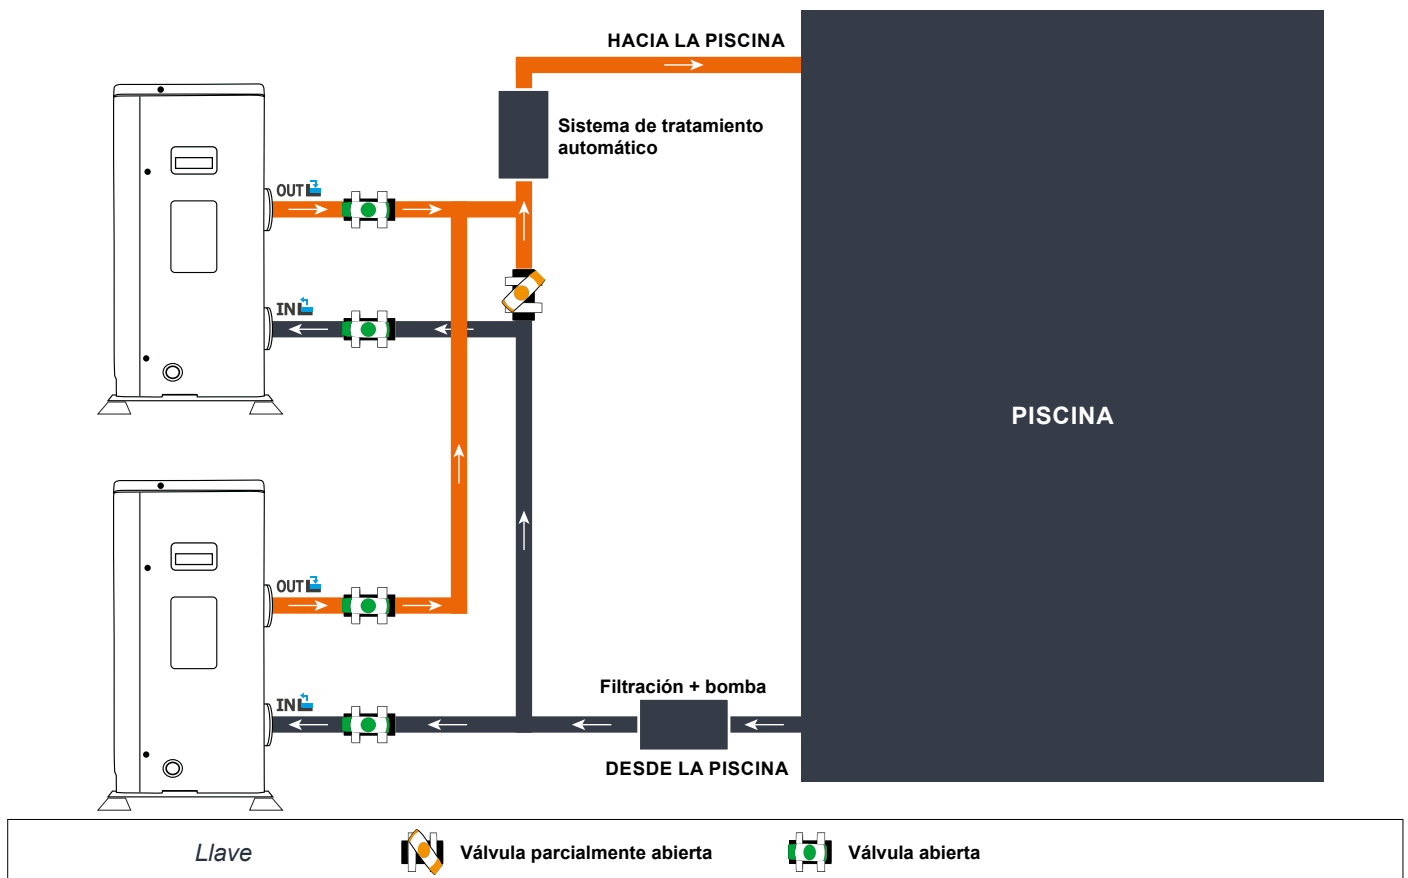 HACIA LA PISCINA
Sistema de tratamiento
automático
OUT
IN
PISCINA
OUT
IN
Filtración + bomba
DESDE LA PISCINA
Llave
Válvula parcialmente abierta
Válvula abierta